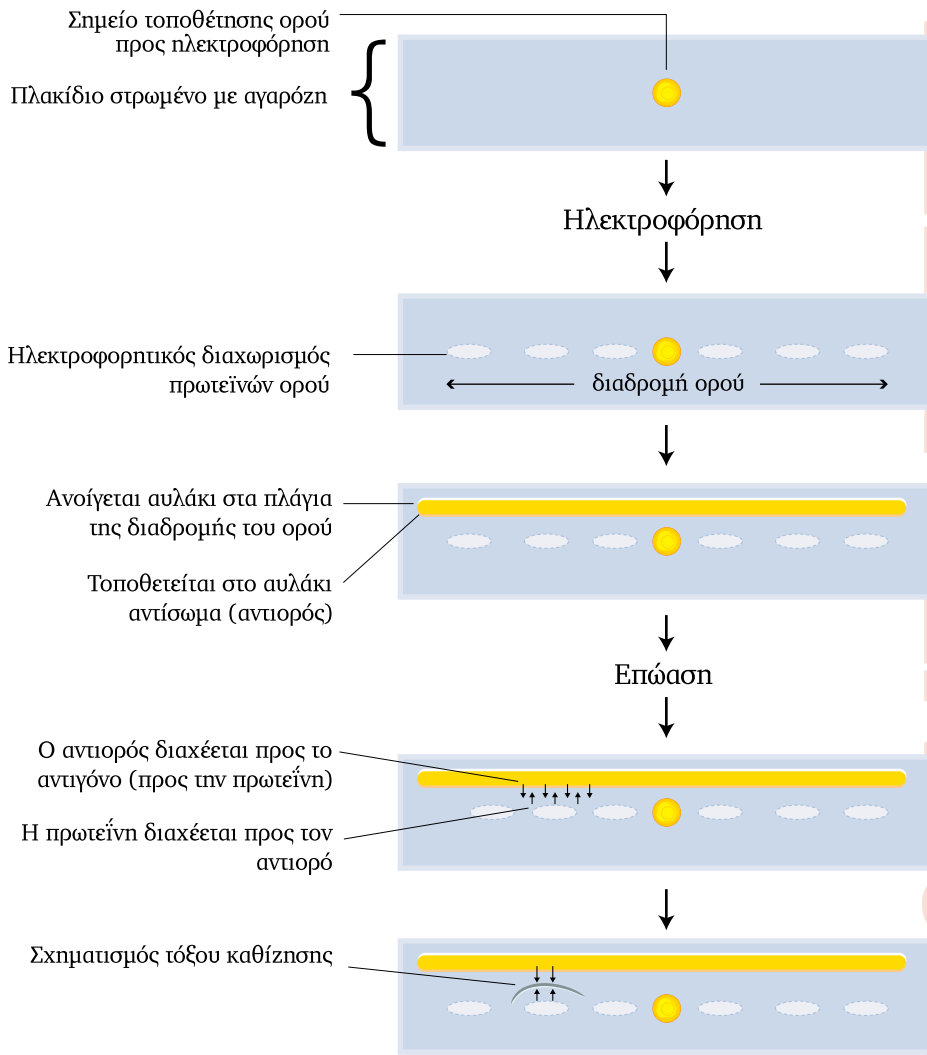 Σημείο τοποθέτησης ορού
προς ηλεκτροφόρηση
Πλακίδιο στρωμένο με αγαρόζη
Ηλεκτροφόρηση
Ηλεκτροφορητικός διαχωρισμός
πρωτεϊνών ορού
διαδρομή ορού
Ανοίγεται αυλάκι στα πλάγια
της διαδρομής του ορού
Τοποθετείται στο αυλάκι
αντίσωμα (αντιορός)
Επώαση
Ο αντιορός διαχέεται προς το
αντιγόνο (προς την πρωτεΐνη)
Η πρωτεΐνη διαχέεται προς τον
αντιορό
Σχηματισμός τόξου καθίζησης